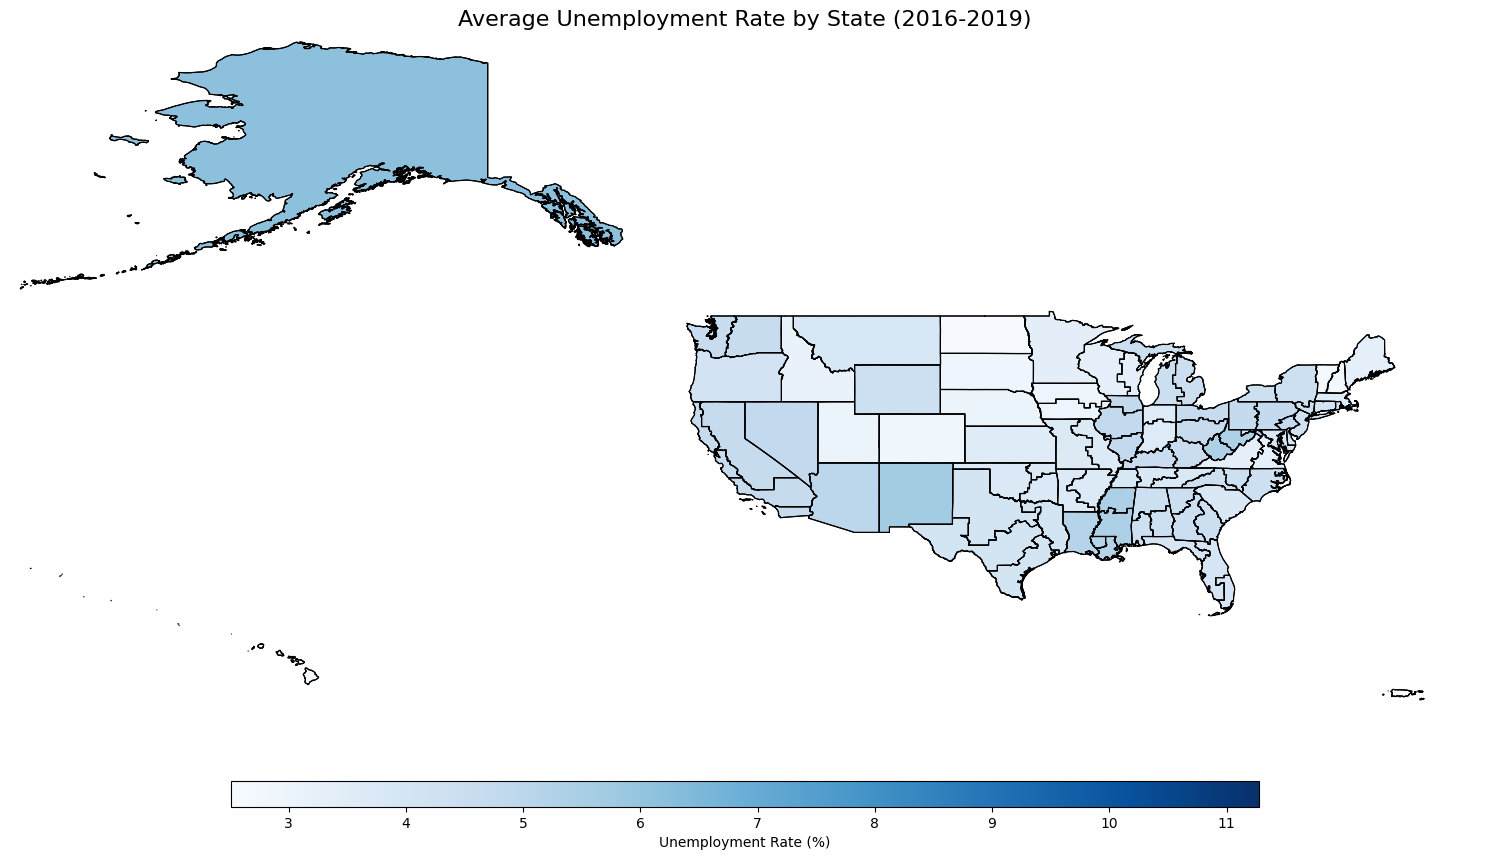 Average Unemployment Rate by State (2016-2019)
3 4 5 6 7 8 9 10 11
Unemployment Rate (%)